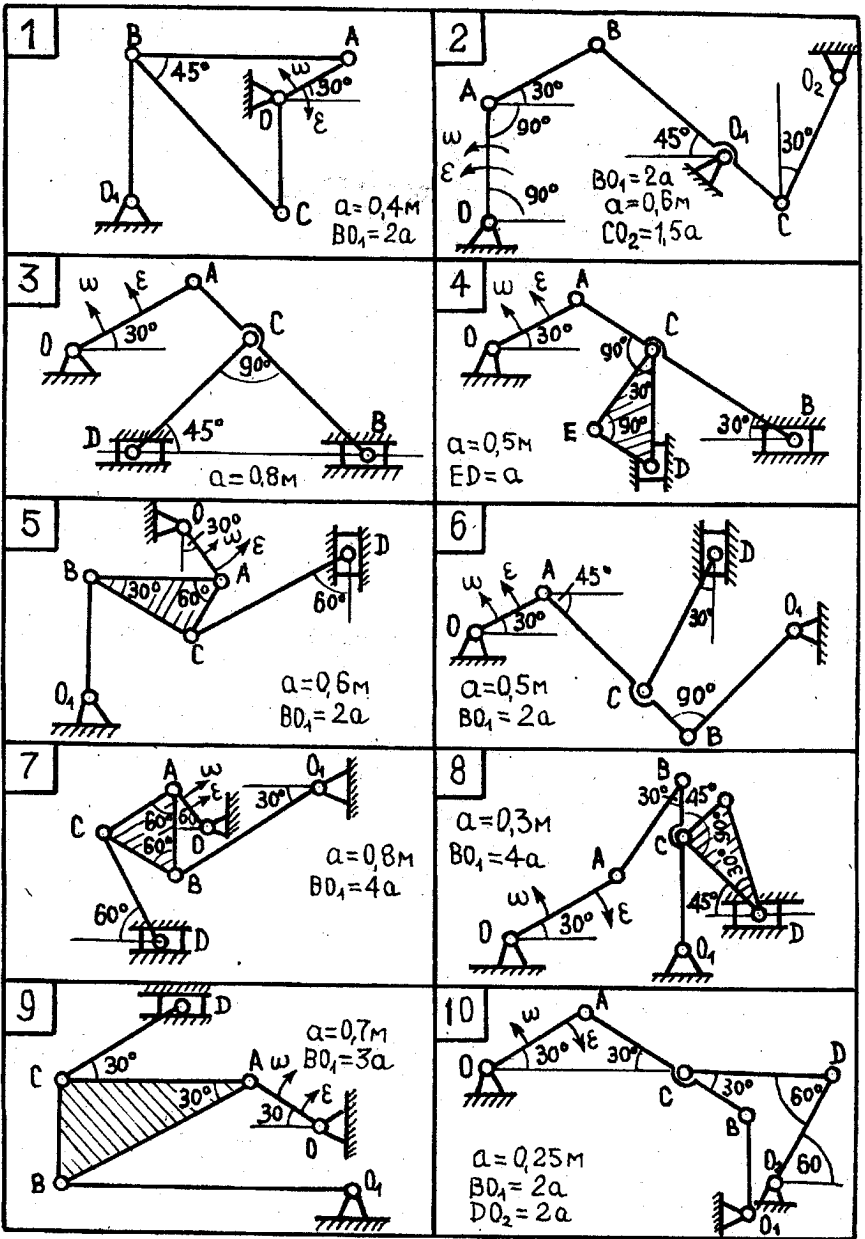 1
B
A
45°
ω
30°
O
ε
O₁
C
a=0,4м
BO₁=2a
2
B
O₂
A
30°
90°
O₁
ω
45°
30°
ε
BO₁=2a
90°
a=0,6м
O
CO₂=1,5a
C
3
A
ω
ε
O
30°
C
90°
D
45°
B
a=0,8м
4
A
ω
ε
O
30°
C
90°
30°
B
E
90°
30°
a=0,5м
ED=a
D
5
O
30°
ω
ε
D
B
A
30°
60°
60°
C
O₁
a=0,6м
BO₁=2a
6
D
A
45°
ω
ε
O
30°
30°
O₁
a=0,5м
C
90°
BO₁=2a
B
7
A
ω
O₁
ε
30°
C
60°
60
O
60°
B
a=0,8м
BO₁=4a
60°
D
8
B
30°
45°
a=0,3м
BO₁=4a
90°
C
A
30°
ω
ε
45°
O
30°
D
O₁
9
D
a=0,7м
BO₁=3a
30°
A
ω
C
30°
ε
30
O
B
O₁
10
A
ω
ε
D
O
30°
30°
C
30°
60°
B
a=0,25м
O₂
60
BO₁=2a
DO₂=2a
O₁